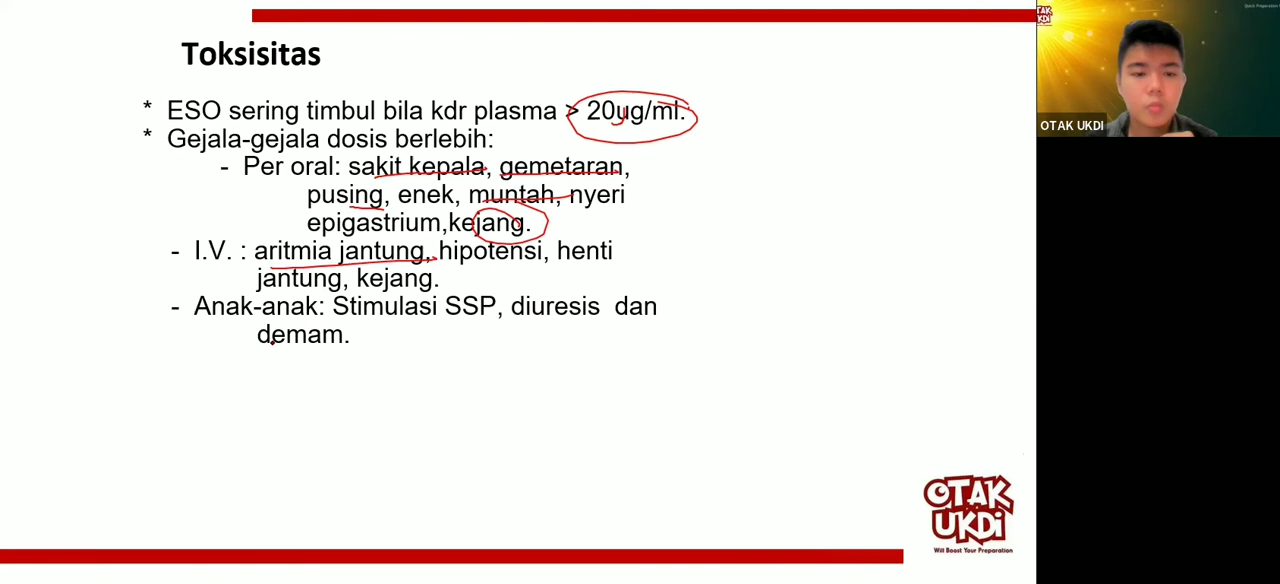 Toksisitas
* ESO sering timbul bila kdr plasma > 20ug/ml.
* Gejala-gejala dosis berlebih:
- Per oral: sakit kepala, gemetaran,
pusing, enek, muntah, nyeri
epigastrium,kejang.
- I.V. : aritmia jantung, hipotensi, henti
jantung, kejang.
- Anak-anak: Stimulasi SSP, diuresis dan
demam.
OTAK
UKDI
Will Boost Your Preparation
OTAK UKDI